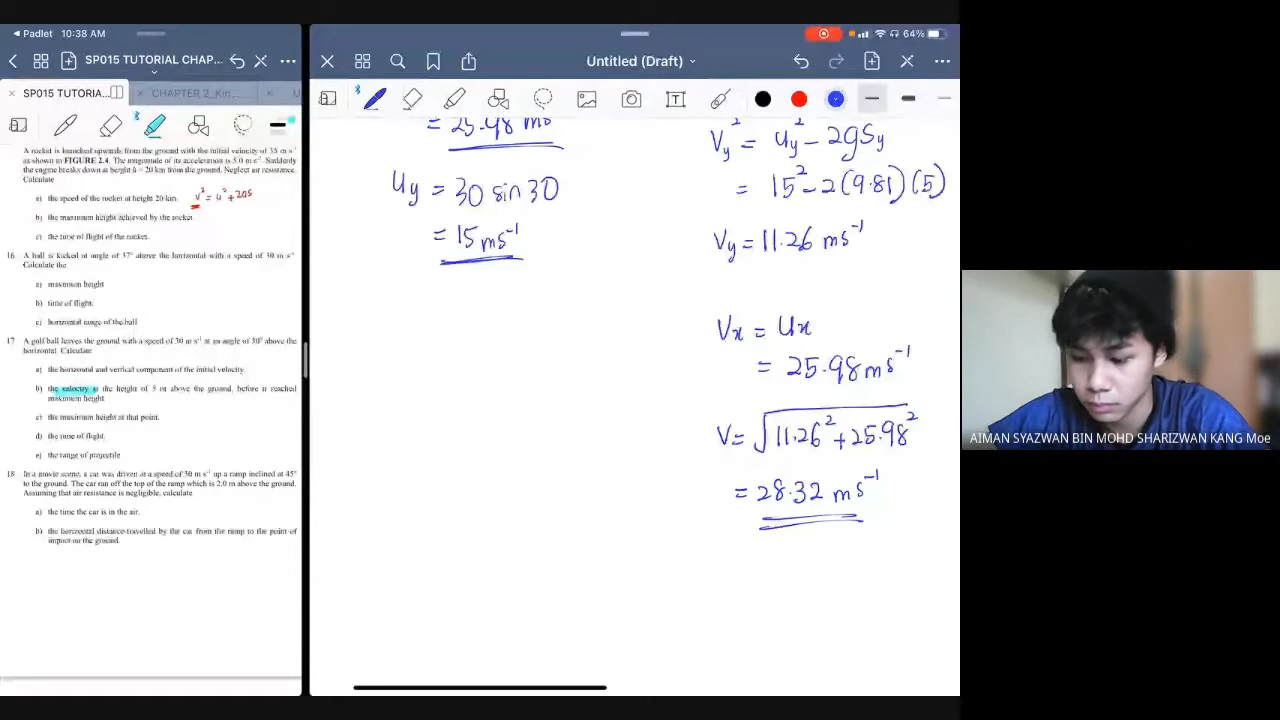 Padlet 10:38 AM
64%
SP015 TUTORIAL CHAP...
Untitled (Draft)
SP015 TUTORIA...
CHAPTER 2_Kin...
A rocket is launched upwards from the ground with the initial velocity of 35 m s⁻¹
as shown in FIGURE 2.4. The magnitude of its acceleration is 5.0 m s⁻². Suddenly
the engine breaks down at height h = 20 km from the ground. Neglect air resistance.
Calculate
a) the speed of the rocket at height 20 km.
v² = u² + 2as
b) the maximum height achieved by the rocket.
c) the time of flight of the rocket.
16 A ball is kicked at angle of 37° above the horizontal with a speed of 30 m s⁻¹
Calculate the
a) maximum height
b) time of flight.
c) horizontal range of the ball
17 A golf ball leaves the ground with a speed of 30 m s⁻¹ at an angle of 30° above the
horizontal. Calculate
a) the horizontal and vertical component of the initial velocity.
b) the velocity at the height of 5 m above the ground, before it reached
maximum height
c) the maximum height at that point.
d) the time of flight.
e) the range of projectile
18 In a movie scene, a car was driven at a speed of 30 m s⁻¹ up a ramp inclined at 45°
to the ground. The car ran off the top of the ramp which is 2.0 m above the ground.
Assuming that air resistance is negligible, calculate
a) the time the car is in the air.
b) the horizontal distance travelled by the car from the ramp to the point of
impact on the ground.
= 25.98 ms
Uy = 30 sin 30
= 15 ms⁻¹
Vy² = Uy² - 2gSy
= 15² - 2(9.81)(5)
Vy = 11.26 ms⁻¹
Vx = Ux
= 25.98 ms⁻¹
V = √11.26² + 25.98²
= 28.32 ms⁻¹
AIMAN SYAZWAN BIN MOHD SHARIZWAN KANG Moe